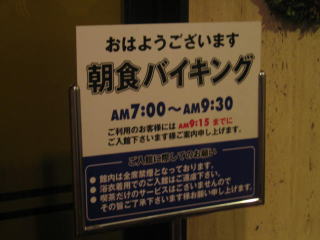 おはようございます
朝食バイキング
AM7:00～AM9:30
ご利用のお客様には AM9:15 までに
ご入館下さいます様ご案内申し上げます。
ご入館に際してのお願い
● 館内は全席禁煙となっております。
● 浴衣着用でのご入館はご遠慮下さい。
● 喫茶だけのサービスはございませんので
その旨ご了承下さいます様お願い申し上げます。